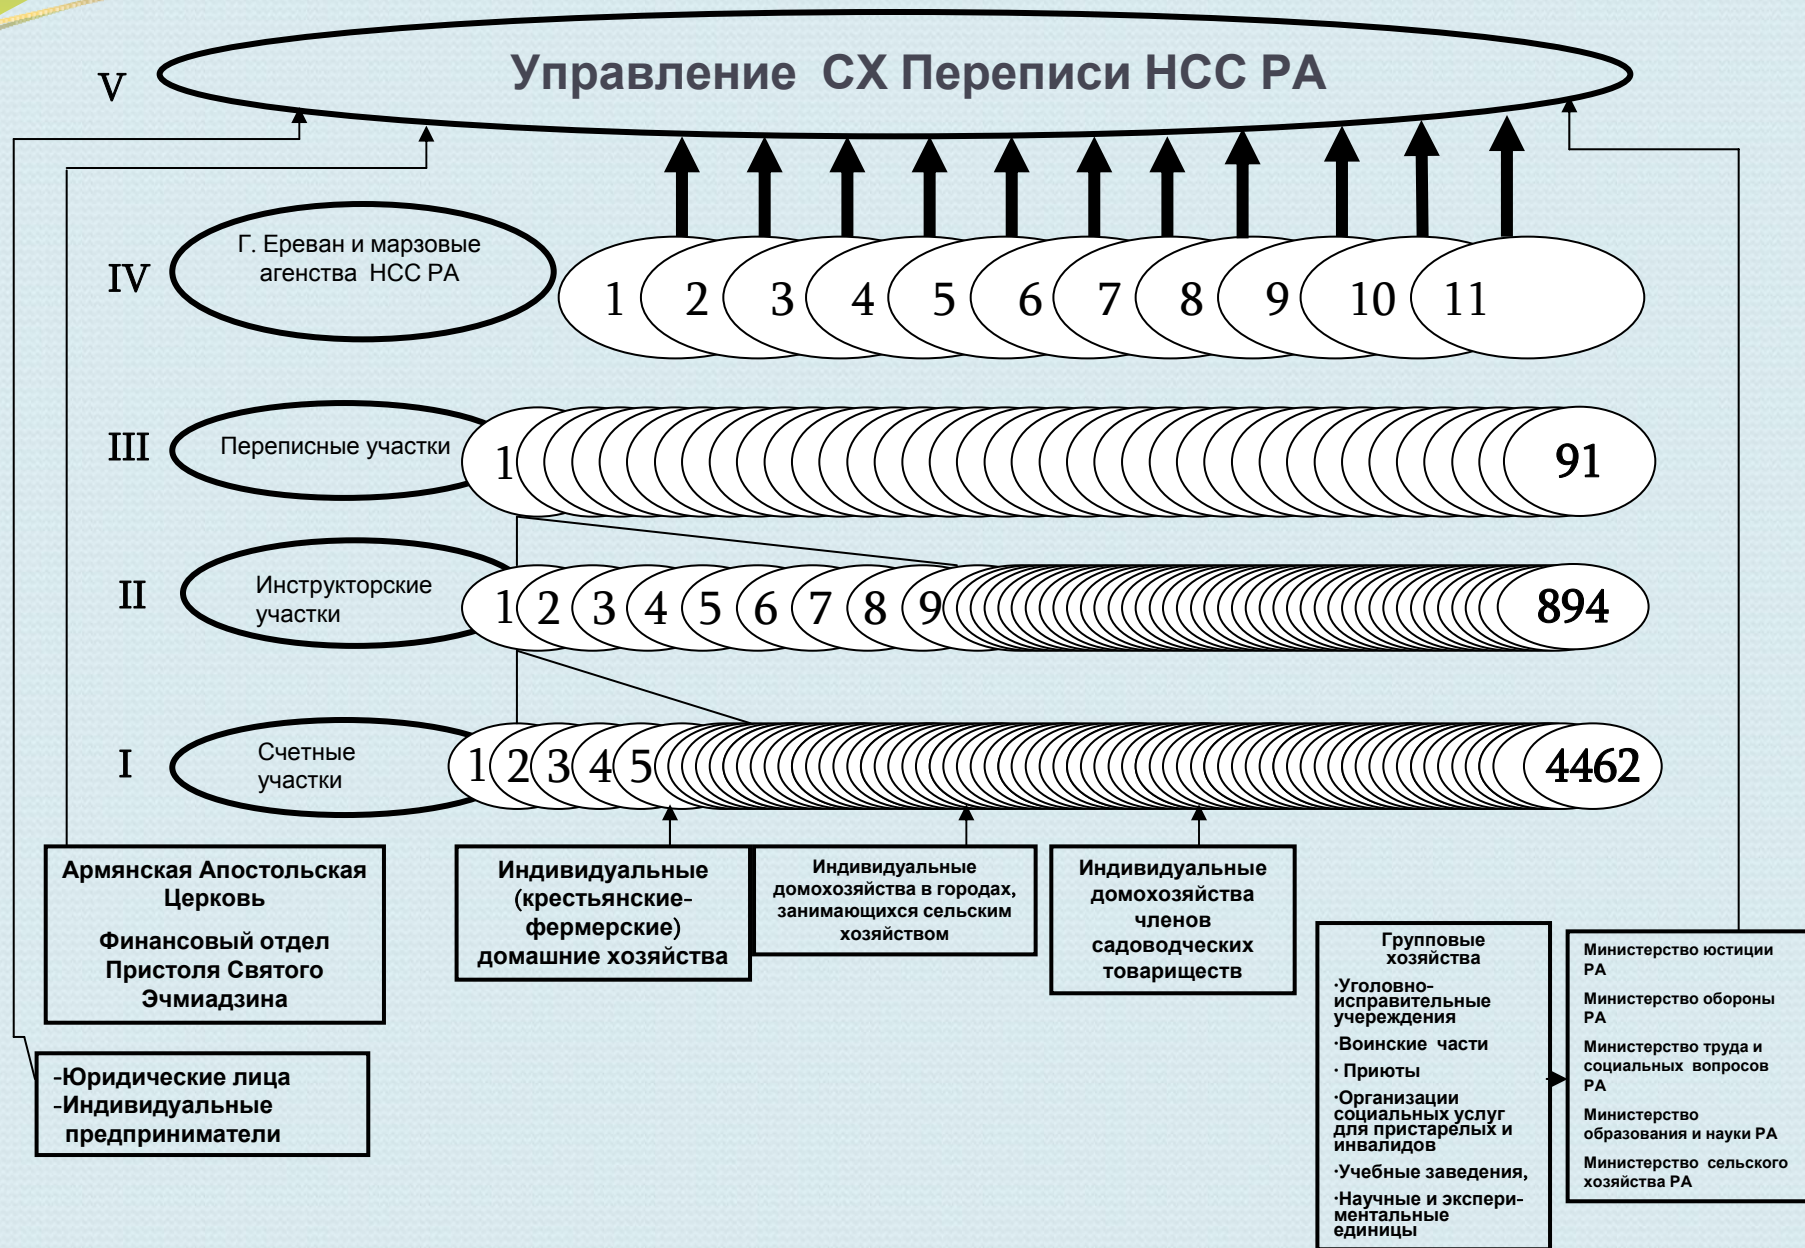 Управление СХ Переписи НСС РА
V
Г. Ереван и марзовые
агенства НСС РА
IV
1 2 3 4 5 6 7 8 9 10 11
III
Переписные участки
1
91
II
Инструкторские
участки
1 2 3 4 5 6 7 8 9
894
I
Счетные
участки
1 2 3 4 5
4462
Армянская Апостольская
Церковь
Финансовый отдел
Пристоля Святого
Эчмиадзина
-Юридические лица
-Индивидуальные
предприниматели
Индивидуальные
(крестьянские-
фермерские)
домашние хозяйства
Индивидуальные
домохозяйства в городах,
занимающихся сельским
хозяйством
Индивидуальные
домохозяйства
членов
садоводческих
товариществ
Групповые
хозяйства
·Уголовно-
исправительные
учереждения
·Воинские части
· Приюты
·Организации
социальных услуг
для пристарелых и
инвалидов
·Учебные заведения,
·Научные и экспери-
ментальные
единицы
Министерство юстиции
РА
Министерство обороны
РА
Министерство труда и
социальных вопросов
РА
Министерство
образования и науки РА
Министерство сельского
хозяйства РА